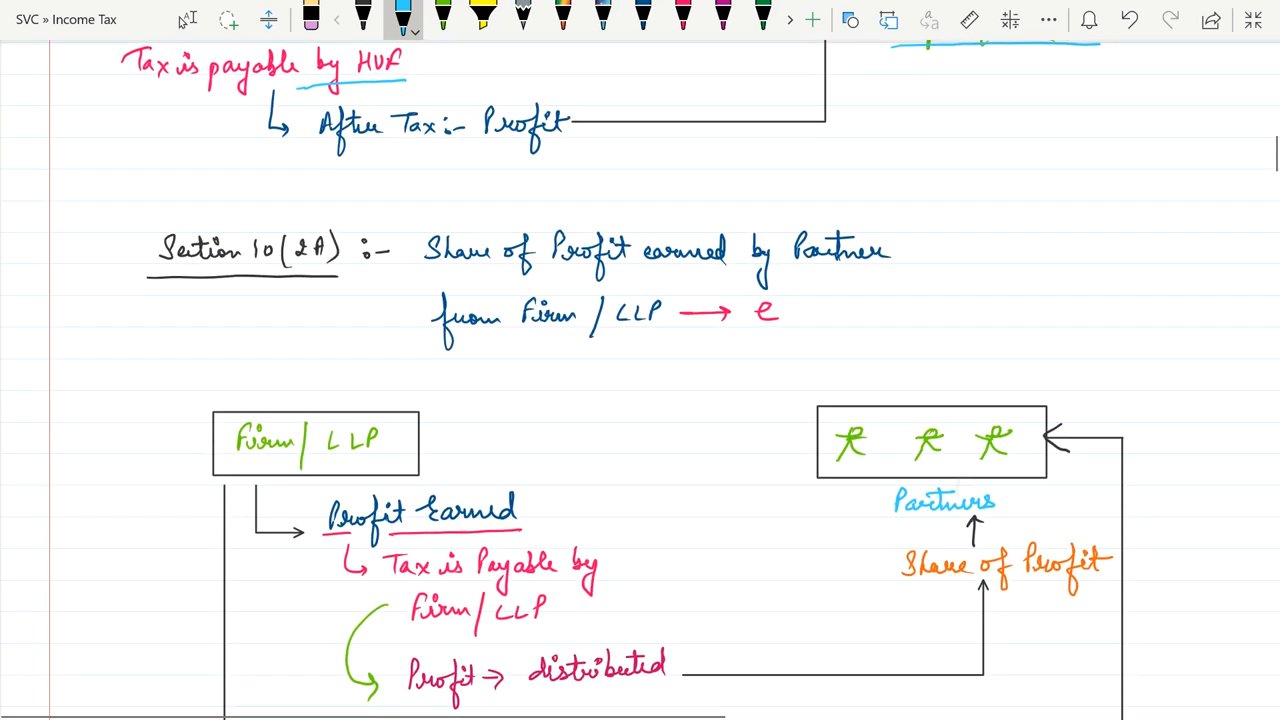 SVC » Income Tax
Tax is payable by HUF
↳ After Tax :- Profit
Section 10(2A) :- Share of Profit earned by Partner
from Firm / LLP → e
Firm / LLP
Partners
Profit Earned
↳ Tax is Payable by
Firm / LLP
Share of Profit
Profit → distributed